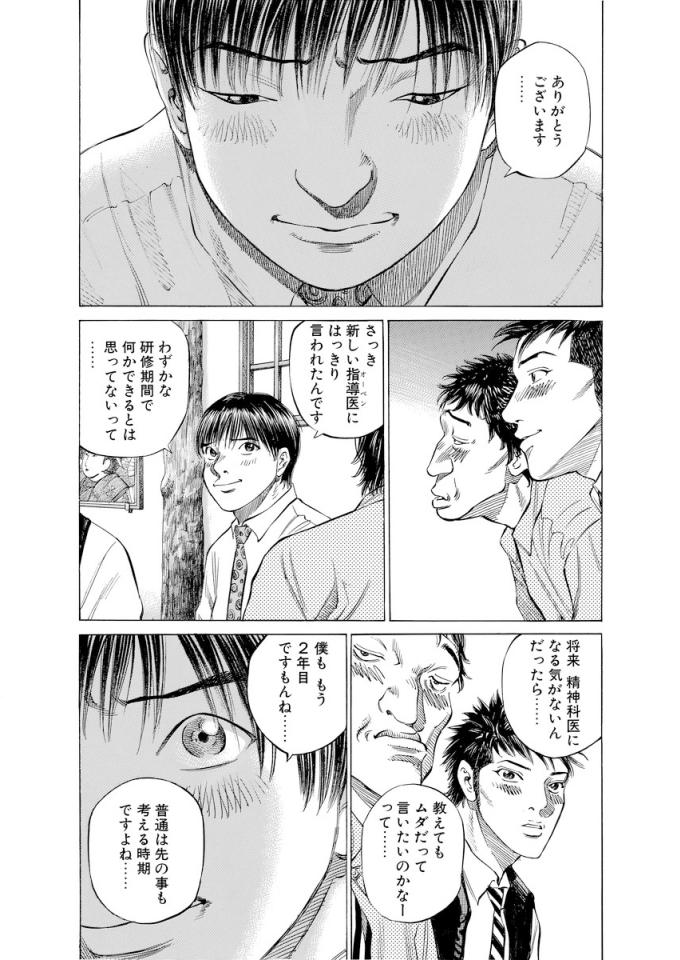 ありがとう
ございます
……
さっき
新しい指導医に
オーベン
はっきり
言われたんです
わずかな
研修期間で
何かできるとは
思ってないって
……
将来 精神科医に
なる気がないん
だったら……
教えても
ムダだって
言いたいのかなー
って……
僕も もう
2年目
ですもんね……
普通は先の事も
考える時期
ですよね……